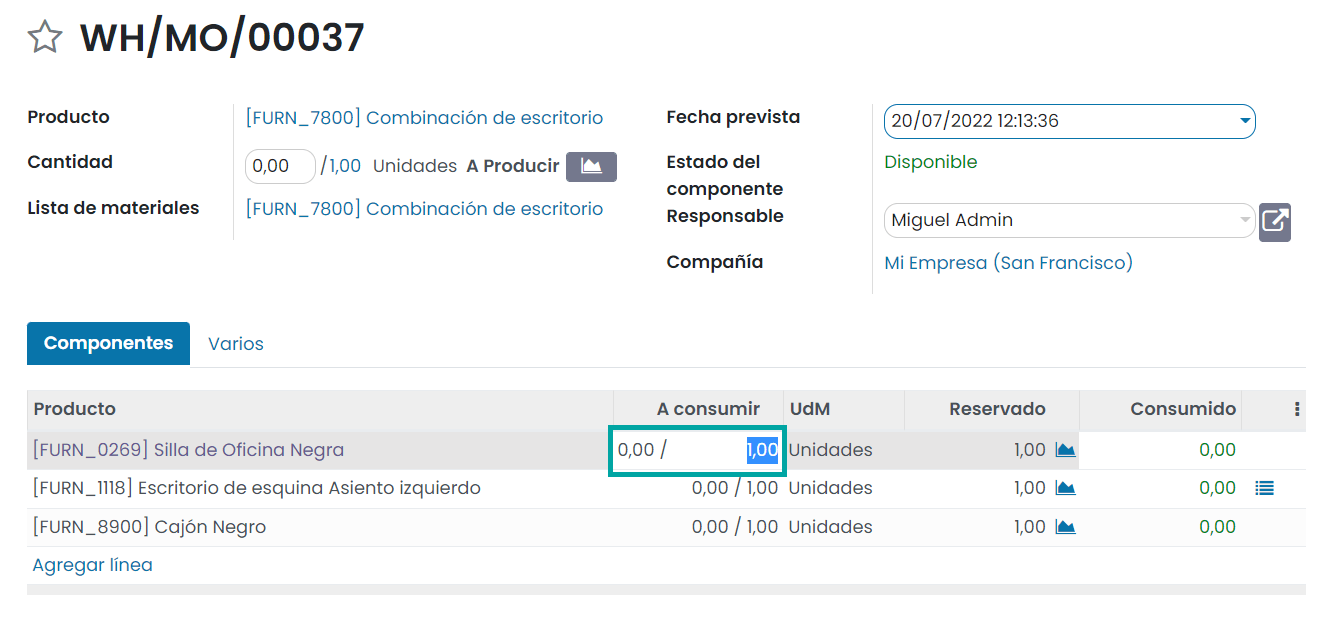 WH/MO/00037
Producto [FURN_7800] Combinación de escritorio
Cantidad 0,00 / 1,00 Unidades A Producir
Lista de materiales [FURN_7800] Combinación de escritorio
Fecha prevista 20/07/2022 12:13:36
Estado del componente Disponible
Responsable Miguel Admin
Compañía Mi Empresa (San Francisco)
Componentes Varios
Producto A consumir UdM Reservado Consumido
[FURN_0269] Silla de Oficina Negra 0,00 / 1,00 Unidades 1,00 0,00
[FURN_1118] Escritorio de esquina Asiento izquierdo 0,00 / 1,00 Unidades 1,00 0,00
[FURN_8900] Cajón Negro 0,00 / 1,00 Unidades 1,00 0,00
Agregar línea